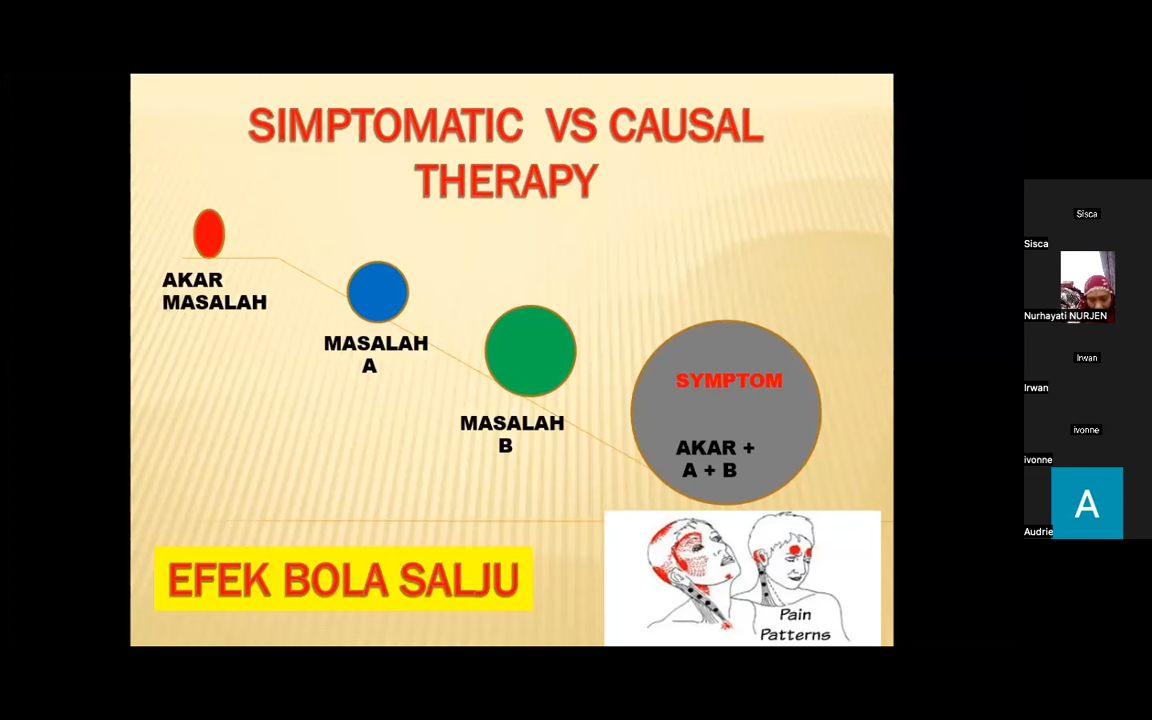 SIMPTOMATIC VS CAUSAL
THERAPY
AKAR
MASALAH
MASALAH
A
MASALAH
B
SYMPTOM
AKAR +
A + B
EFEK BOLA SALJU
Pain
Patterns
Sisca
Sisca
Nurhayati NURJEN
Irwan
Irwan
ivonne
ivonne
A
Audrie